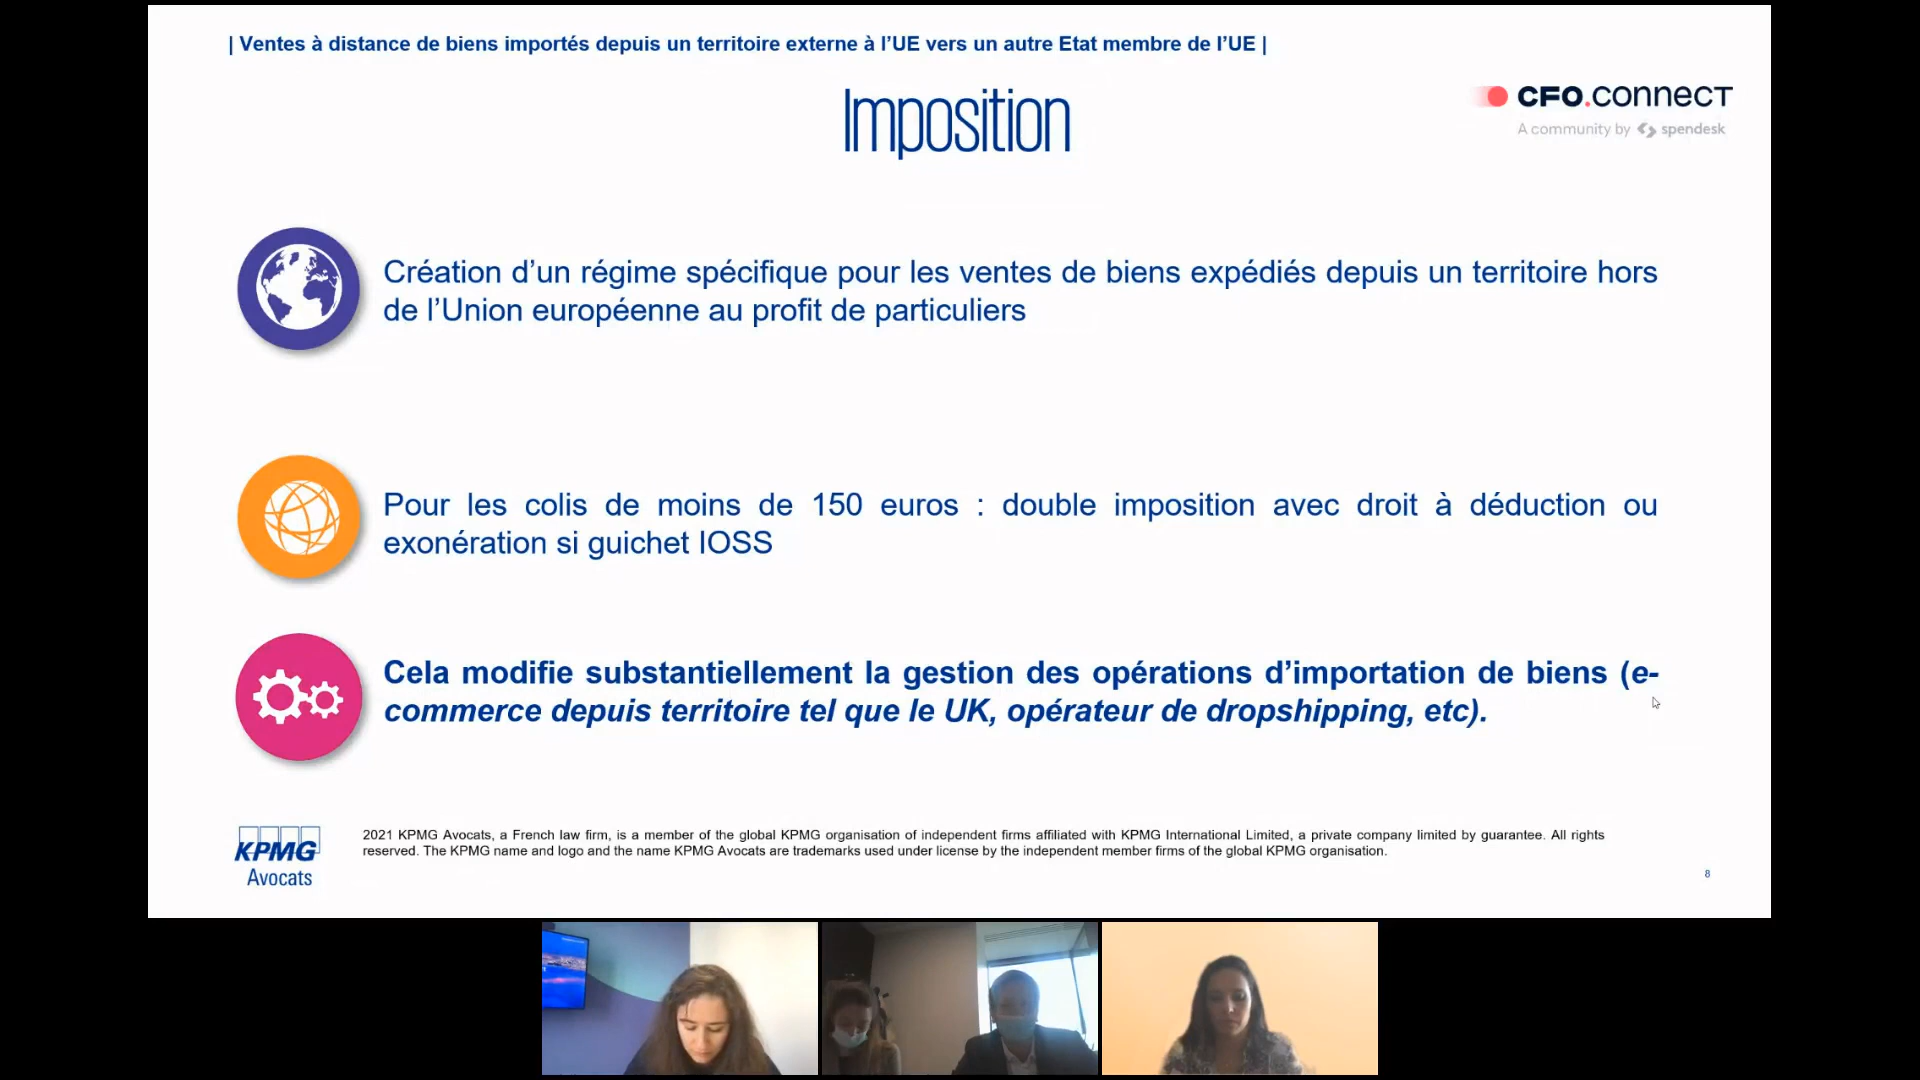 | Ventes à distance de biens importés depuis un territoire externe à l’UE vers un autre Etat membre de l’UE |
Imposition
CFO.CONNECT
A community by spendesk
Création d’un régime spécifique pour les ventes de biens expédiés depuis un territoire hors
de l’Union européenne au profit de particuliers
Pour les colis de moins de 150 euros : double imposition avec droit à déduction ou
exonération si guichet IOSS
Cela modifie substantiellement la gestion des opérations d’importation de biens (e-
commerce depuis territoire tel que le UK, opérateur de dropshipping, etc).
KPMG
Avocats
2021 KPMG Avocats, a French law firm, is a member of the global KPMG organisation of independent firms affiliated with KPMG International Limited, a private company limited by guarantee. All rights
reserved. The KPMG name and logo and the name KPMG Avocats are trademarks used under license by the independent member firms of the global KPMG organisation.
8